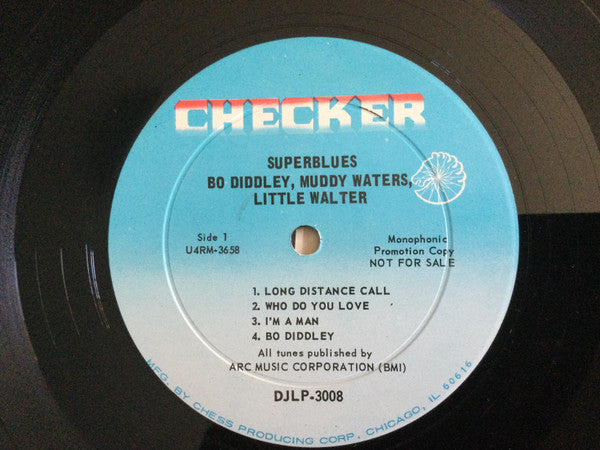 CHECKER
SUPERBLUES
BO DIDDLEY, MUDDY WATERS,
LITTLE WALTER
Side 1
U4RM-3658
Monophonic
Promotion Copy
NOT FOR SALE
1. LONG DISTANCE CALL
2. WHO DO YOU LOVE
3. I'M A MAN
4. BO DIDDLEY
All tunes published by
ARC MUSIC CORPORATION (BMI)
DJLP-3008
MFG. BY CHESS PRODUCING CORP., CHICAGO, IL 60616